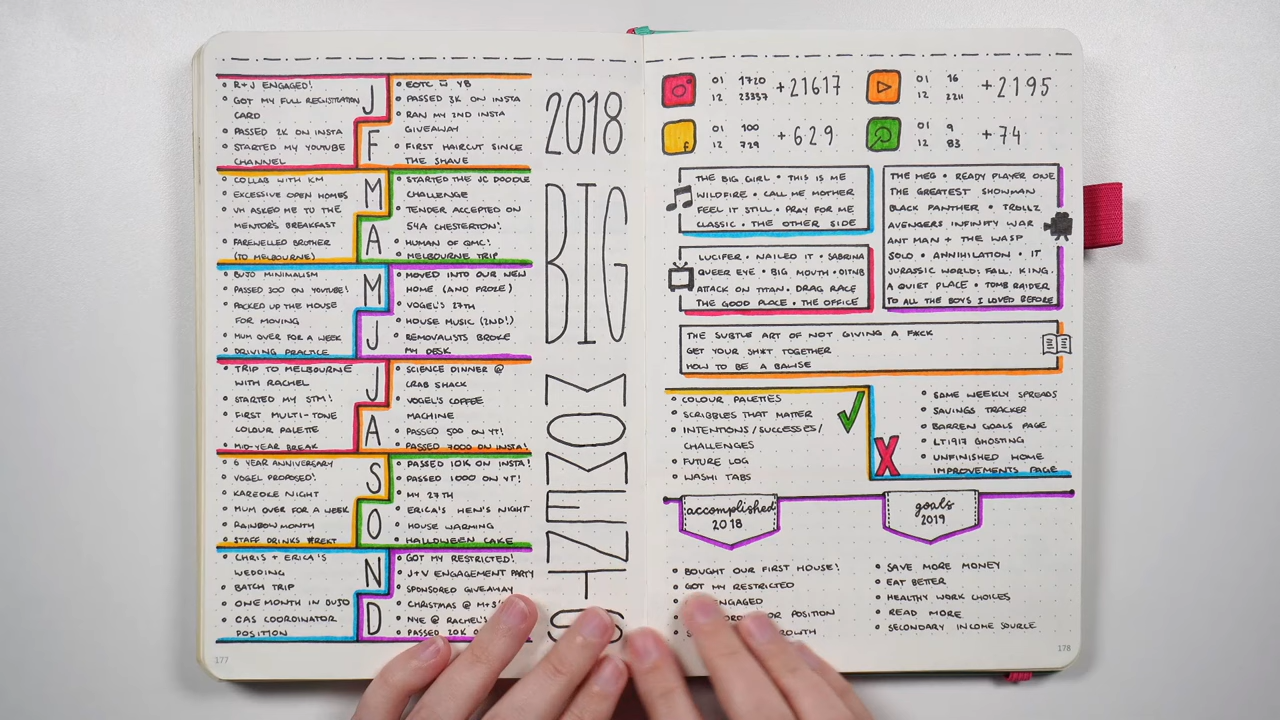 R+J ENGAGED!
GOT MY FULL REGISTRATION
CARD
PASSED 2K ON INSTA
STARTED MY YOUTUBE
CHANNEL
J
EOTC YB
PASSED 3K ON INSTA
RAN MY 2ND INSTA
GIVEAWAY
FIRST HAIRCUT SINCE
THE SHAVE
F
COLLAB WITH KM
EXCESSIVE OPEN HOMES
VH ASKED ME TO THE
MENTOR'S BREAKFAST
FAREWELLED BROTHER
(TO MELBOURNE)
M
STARTED THE JC DOODLE
CHALLENGE
TENDER ACCEPTED ON
54A CHESTERTON!
HUMAN OF QMC!
MELBOURNE TRIP
A
BUJO MINIMALISM
PASSED 300 ON YOUTUBE!
PACKED UP THE HOUSE
FOR MOVING
MUM OVER FOR A WEEK
DRIVING PRACTICE
M
MOVED INTO OUR NEW
HOME (AND FROZE)
VOGEL'S 27TH
HOUSE MUSIC (2ND!)
REMOVALISTS BROKE
MY DESK
J
TRIP TO MELBOURNE
WITH RACHEL
STARTED MY STM!
FIRST MULTI-TONE
COLOUR PALETTE
MID-YEAR BREAK
J
SCIENCE DINNER @
CRAB SHACK
VOGEL'S COFFEE
MACHINE
PASSED 500 ON YT!
PASSED 7000 ON INSTA!
A
6 YEAR ANNIVERSARY
VOGEL PROPOSED!
KAREOKE NIGHT
MUM OVER FOR A WEEK
RAINBOW MONTH
STAFF DRINKS #REKT
S
PASSED 10K ON INSTA!
PASSED 1000 ON YT!
MY 27TH
ERICA'S HEN'S NIGHT
HOUSE WARMING
HALLOWEEN CAKE
O
CHRIS + ERICA'S
WEDDING
BATCH TRIP
ONE MONTH IN BUJO
CAS COORDINATOR
POSITION
N
GOT MY RESTRICTED!
J+V ENGAGEMENT PARTY
SPONSORED GIVEAWAY
CHRISTMAS @ M+S'
NYE @ RACHEL'S
PASSED 20K
D
2018
BIG
MOMENTS
177
01 1720
12 23337
+21617
01 16
12 2211
+2195
01 100
12 729
+629
01 9
12 83
+74
THE BIG GIRL • THIS IS ME
WILDFIRE • CALL ME MOTHER
FEEL IT STILL • PRAY FOR ME
CLASSIC • THE OTHER SIDE
THE MEG • READY PLAYER ONE
THE GREATEST SHOWMAN
BLACK PANTHER • TROLLZ
AVENGERS INFINITY WAR
ANT MAN + THE WASP
SOLO • ANNIHILATION • IT
JURASSIC WORLD: FALL. KING.
A QUIET PLACE • TOMB RAIDER
TO ALL THE BOYS I LOVED BEFORE
LUCIFER • NAILED IT • SABRINA
QUEER EYE • BIG MOUTH • OITNB
ATTACK ON TITAN • DRAG RACE
THE GOOD PLACE • THE OFFICE
THE SUBTLE ART OF NOT GIVING A F#CK
GET YOUR SH#T TOGETHER
HOW TO BE A BAWSE
COLOUR PALETTES
SCRIBBLES THAT MATTER
INTENTIONS/SUCCESSES/
CHALLENGES
FUTURE LOG
WASHI TABS
SAME WEEKLY SPREADS
SAVINGS TRACKER
BARREN GOALS PAGE
LT1917 GHOSTING
UNFINISHED HOME
IMPROVEMENTS PAGE
accomplished
2018
goals
2019
BOUGHT OUR FIRST HOUSE!
GOT MY RESTRICTED
ENGAGED
POSITION
SAVE MORE MONEY
EAT BETTER
HEALTHY WORK CHOICES
READ MORE
SECONDARY INCOME SOURCE
178